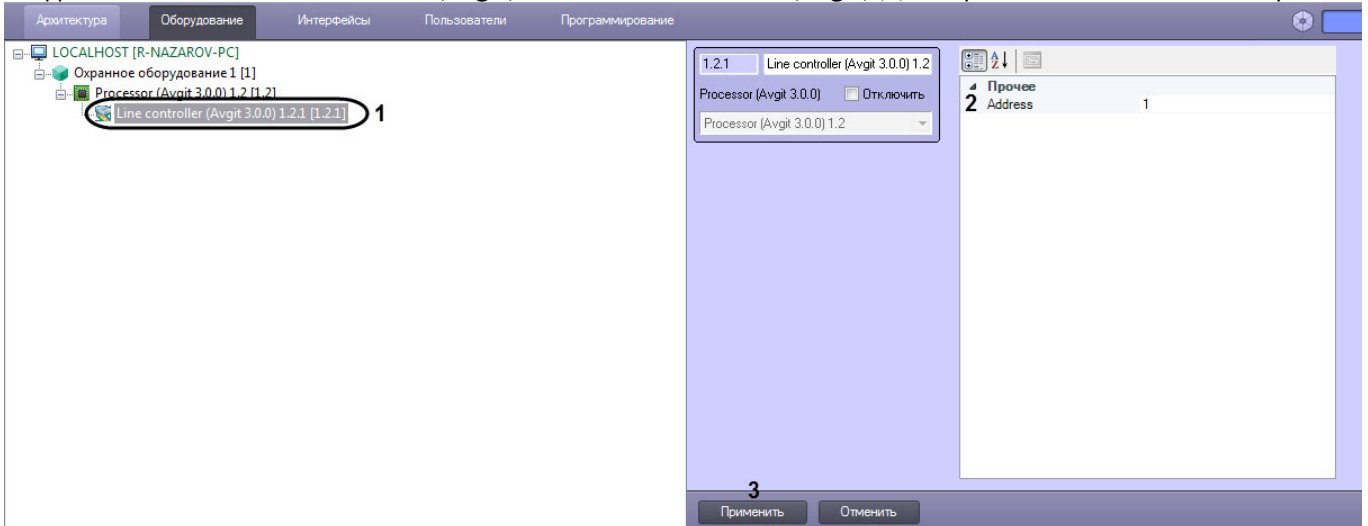 Архитектура Оборудование Интерфейсы Пользователи Программирование
LOCALHOST [R-NAZAROV-PC]
Охранное оборудование 1 [1]
Processor (Avgit 3.0.0) 1.2 [1.2]
Line controller (Avgit 3.0.0) 1.2.1 [1.2.1] 1
1.2.1 Line controller (Avgit 3.0.0) 1.2
Processor (Avgit 3.0.0) Отключить
Processor (Avgit 3.0.0) 1.2
Прочее
2 Address 1
3
Применить Отменить